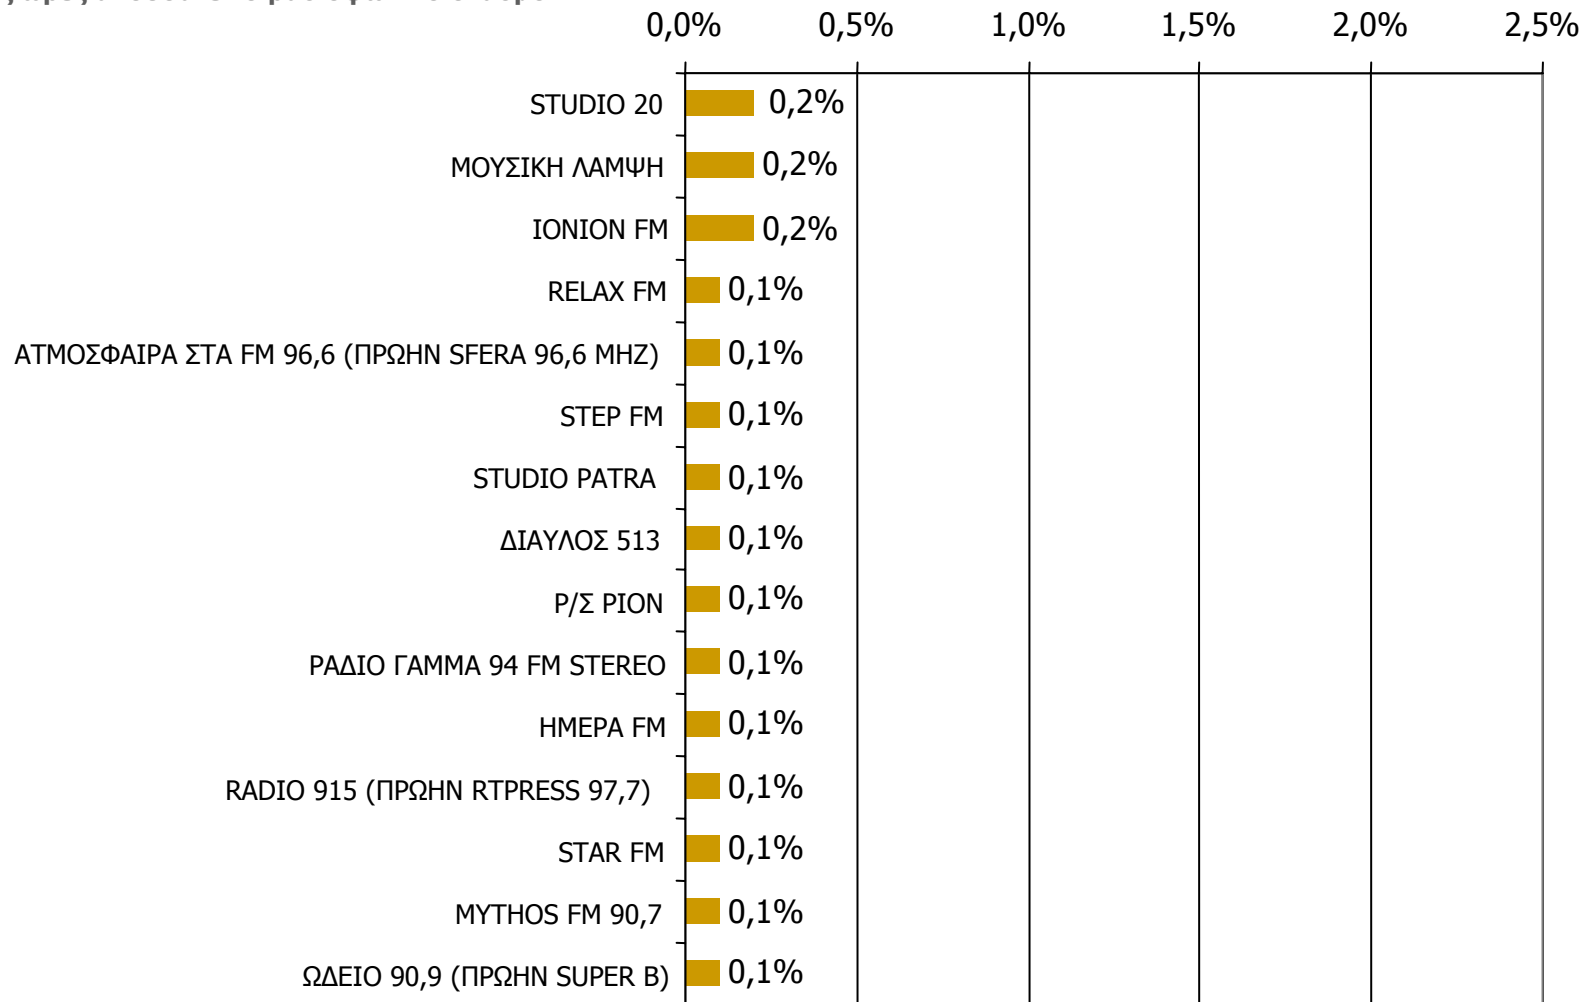 0,0% 0,5% 1,0% 1,5% 2,0% 2,5%
STUDIO 20 0,2%
ΜΟΥΣΙΚΗ ΛΑΜΨΗ 0,2%
ΙΟΝΙΟΝ FM 0,2%
RELAX FM 0,1%
ΑΤΜΟΣΦΑΙΡΑ ΣΤΑ FM 96,6 (ΠΡΩΗΝ SFERA 96,6 MHZ) 0,1%
STEP FM 0,1%
STUDIO PATRA 0,1%
ΔΙΑΥΛΟΣ 513 0,1%
Ρ/Σ ΡΙΟΝ 0,1%
ΡΑΔΙΟ ΓΑΜΜΑ 94 FM STEREO 0,1%
ΗΜΕΡΑ FM 0,1%
RADIO 915 (ΠΡΩΗΝ RTPRESS 97,7) 0,1%
STAR FM 0,1%
MYTHOS FM 90,7 0,1%
ΩΔΕΙΟ 90,9 (ΠΡΩΗΝ SUPER B) 0,1%